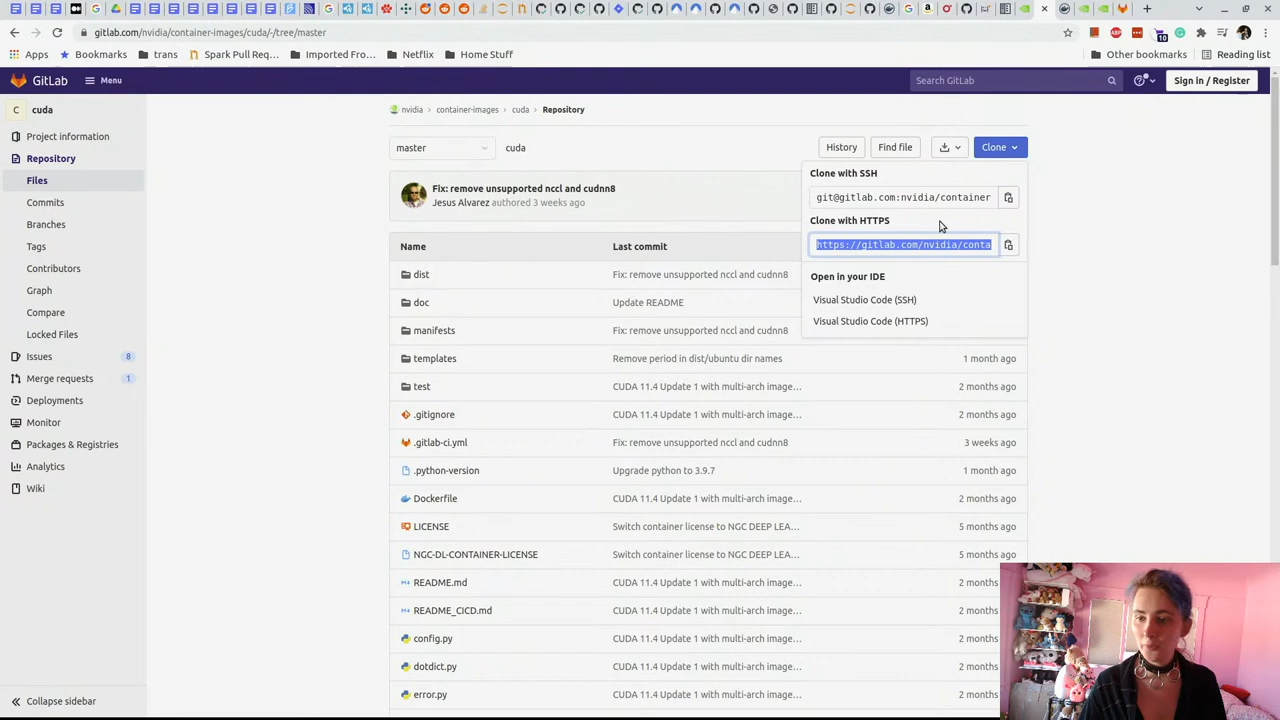 gitlab.com/nvidia/container-images/cuda/-/tree/master
Apps
Bookmarks
trans
Spark Pull Req...
Imported Fro...
Netflix
Home Stuff
Other bookmarks
Reading list
GitLab
Menu
Search GitLab
Sign in / Register
C
cuda
Project information
Repository
Files
Commits
Branches
Tags
Contributors
Graph
Compare
Locked Files
Issues 8
Merge requests 1
Deployments
Monitor
Packages & Registries
Analytics
Wiki
Collapse sidebar
nvidia
container-images
cuda
Repository
master
cuda
History
Find file
Clone
Fix: remove unsupported nccl and cudnn8
Jesus Alvarez authored 3 weeks ago
Clone with SSH
git@gitlab.com:nvidia/container
Clone with HTTPS
https://gitlab.com/nvidia/conta
Open in your IDE
Visual Studio Code (SSH)
Visual Studio Code (HTTPS)
Name Last commit
dist Fix: remove unsupported nccl and cudnn8
doc Update README
manifests Fix: remove unsupported nccl and cudnn8
templates Remove period in dist/ubuntu dir names 1 month ago
test CUDA 11.4 Update 1 with multi-arch image... 2 months ago
.gitignore CUDA 11.4 Update 1 with multi-arch image... 2 months ago
.gitlab-ci.yml Fix: remove unsupported nccl and cudnn8 3 weeks ago
.python-version Upgrade python to 3.9.7 1 month ago
Dockerfile CUDA 11.4 Update 1 with multi-arch image... 2 months ago
LICENSE Switch container license to NGC DEEP LEA... 5 months ago
NGC-DL-CONTAINER-LICENSE Switch container license to NGC DEEP LEA... 5 months ago
README.md CUDA 11.4 Update 1 with multi-arch image... 2 months
README_CICD.md CUDA 11.4 Update 1 with multi-arch image... 2 months
config.py CUDA 11.4 Update 1 with multi-arch image... 2 months
dotdict.py CUDA 11.4 Update 1 with multi-arch image... 2 months
error.py CUDA 11.4 Update 1 with multi-arch image... 2 months